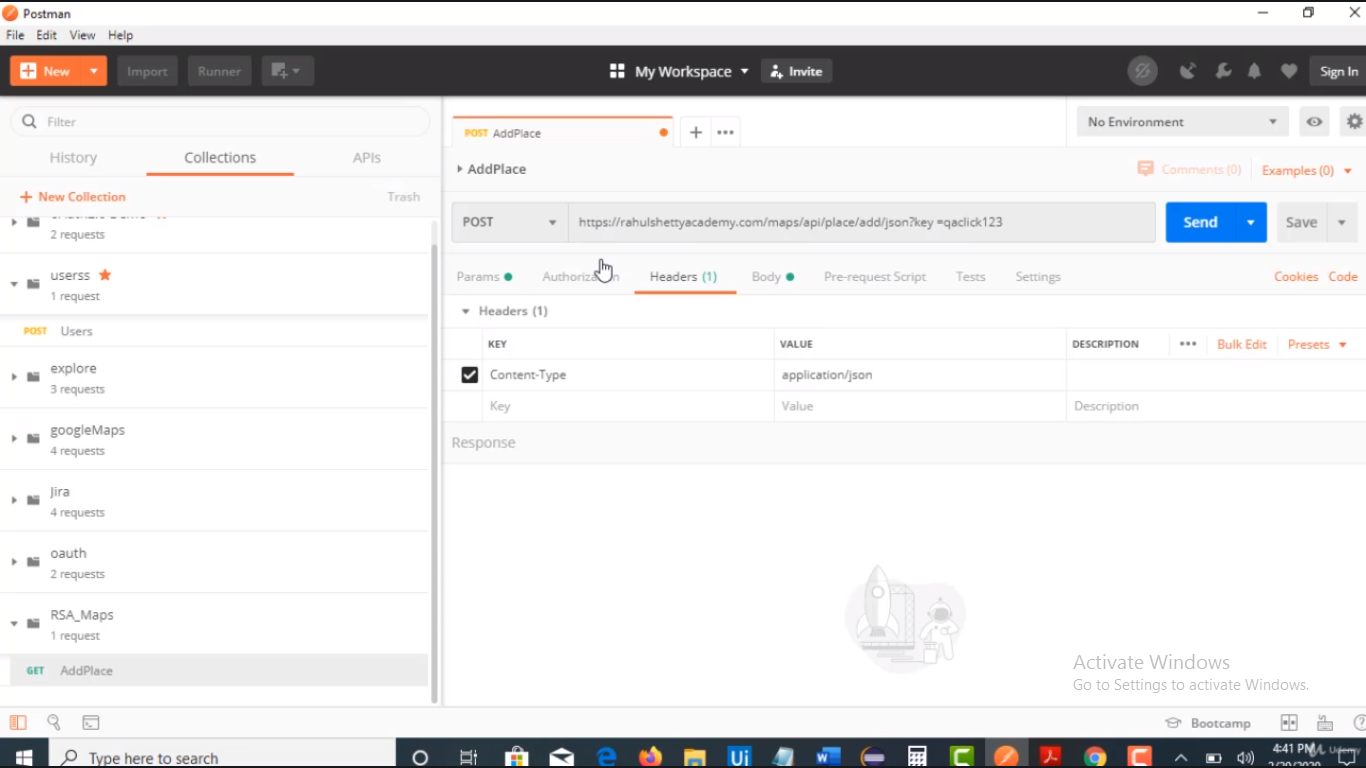 Postman
File Edit View Help
New Import Runner My Workspace Invite Sign In
Filter
History Collections APIs
New Collection Trash
2 requests
userss
1 request
POST Users
explore
3 requests
googleMaps
4 requests
Jira
4 requests
oauth
2 requests
RSA_Maps
1 request
GET AddPlace
POST AddPlace
No Environment
AddPlace
Comments (0) Examples (0)
POST https://rahulshettyacademy.com/maps/api/place/add/json?key =qaclick123 Send Save
Params Authorization Headers (1) Body Pre-request Script Tests Settings Cookies Code
Headers (1)
KEY VALUE DESCRIPTION Bulk Edit Presets
Content-Type application/json
Key Value Description
Response
Activate Windows
Go to Settings to activate Windows.
Bootcamp
Type here to search
Ui
4:41 PM
Udemy